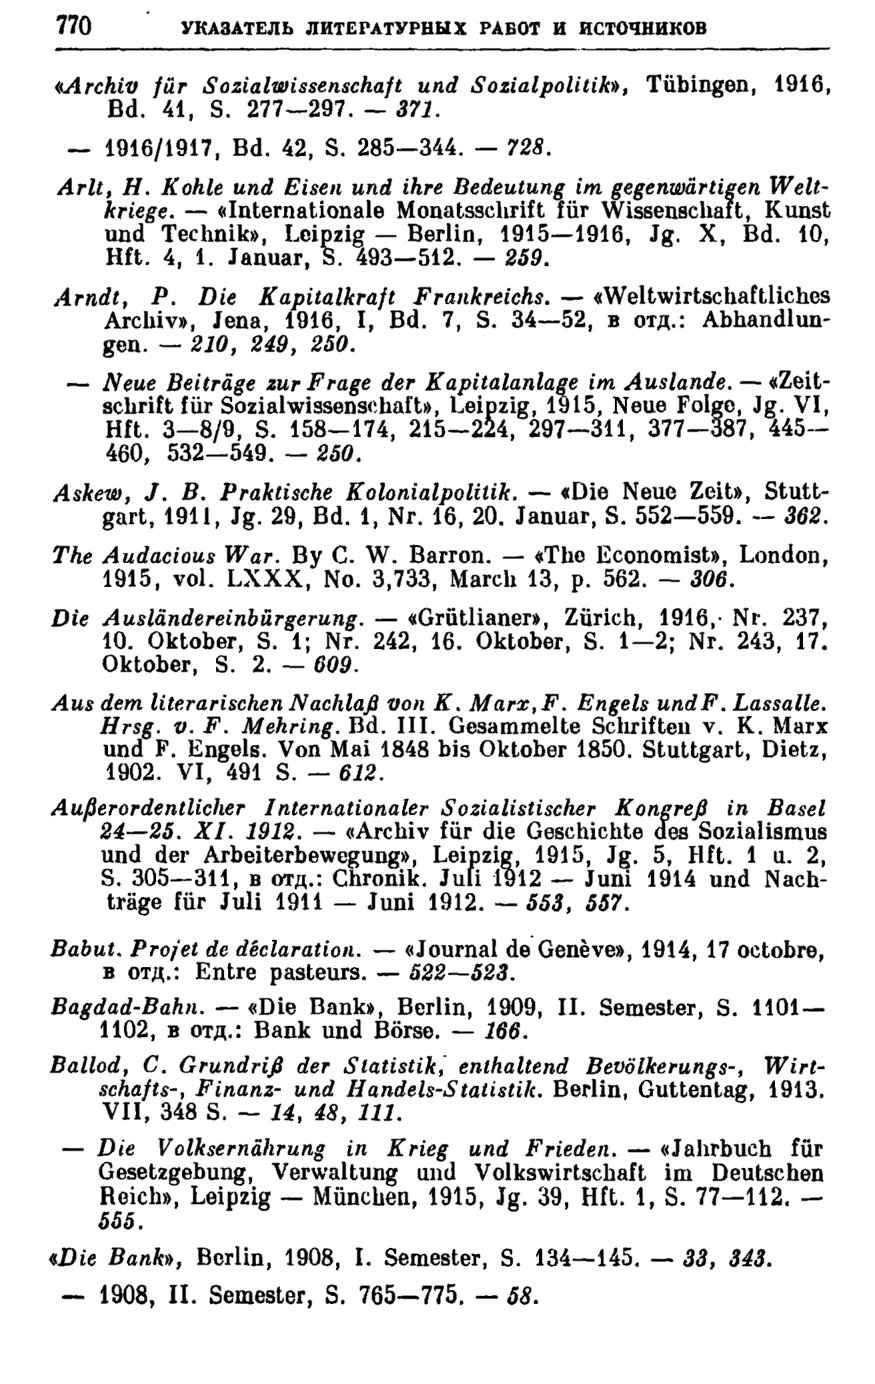 770 УКАЗАТЕЛЬ ЛИТЕРАТУРНЫХ РАБОТ И ИСТОЧНИКОВ
«Archiv für Sozialwissenschaft und Sozialpolitik», Tübingen, 1916,
Bd. 41, S. 277—297. — 371.
— 1916/1917, Bd. 42, S. 285—344. — 728.
Arlt, H. Kohle und Eisen und ihre Bedeutung im gegenwärtigen Welt-
kriege. — «Internationale Monatsschrift für Wissenschaft, Kunst
und Technik», Leipzig — Berlin, 1915—1916, Jg. X, Bd. 10,
Hft. 4, 1. Januar, S. 493—512. — 259.
Arndt, P. Die Kapitalkraft Frankreichs. — «Weltwirtschaftliches
Archiv», Jena, 1916, I, Bd. 7, S. 34—52, в отд.: Abhandlun-
gen. — 210, 249, 250.
— Neue Beiträge zur Frage der Kapitalanlage im Auslande. — «Zeit-
schrift für Sozialwissenschaft», Leipzig, 1915, Neue Folge, Jg. VI,
Hft. 3—8/9, S. 158—174, 215—224, 297—311, 377—387, 445—
460, 532—549. — 250.
Askew, J. B. Praktische Kolonialpolitik. — «Die Neue Zeit», Stutt-
gart, 1911, Jg. 29, Bd. 1, Nr. 16, 20. Januar, S. 552—559. — 362.
The Audacious War. By C. W. Barron. — «The Economist», London,
1915, vol. LXXX, No. 3,733, March 13, p. 562. — 306.
Die Ausländereinbürgerung. — «Grütlianer», Zürich, 1916, Nr. 237,
10. Oktober, S. 1; Nr. 242, 16. Oktober, S. 1—2; Nr. 243, 17.
Oktober, S. 2. — 609.
Aus dem literarischen Nachlaß von K. Marx, F. Engels und F. Lassalle.
Hrsg. v. F. Mehring. Bd. III. Gesammelte Schriften v. K. Marx
und F. Engels. Von Mai 1848 bis Oktober 1850. Stuttgart, Dietz,
1902. VI, 491 S. — 612.
Außerordentlicher Internationaler Sozialistischer Kongreß in Basel
24—25. XI. 1912. — «Archiv für die Geschichte des Sozialismus
und der Arbeiterbewegung», Leipzig, 1915, Jg. 5, Hft. 1 u. 2,
S. 305—311, в отд.: Chronik. Juli 1912 — Juni 1914 und Nach-
träge für Juli 1911 — Juni 1912. — 553, 557.
Babut. Projet de déclaration. — «Journal de Genève», 1914, 17 octobre,
в отд.: Entre pasteurs. — 522—523.
Bagdad-Bahn. — «Die Bank», Berlin, 1909, II. Semester, S. 1101—
1102, в отд.: Bank und Börse. — 166.
Ballod, C. Grundriß der Statistik, enthaltend Bevölkerungs-, Wirt-
schafts-, Finanz- und Handels-Statistik. Berlin, Guttentag, 1913.
VII, 348 S. — 14, 48, 111.
— Die Volksernährung in Krieg und Frieden. — «Jahrbuch für
Gesetzgebung, Verwaltung und Volkswirtschaft im Deutschen
Reich», Leipzig — München, 1915, Jg. 39, Hft. 1, S. 77—112. —
555.
«Die Bank», Berlin, 1908, I. Semester, S. 134—145. — 33, 343.
— 1908, II. Semester, S. 765—775. — 58.